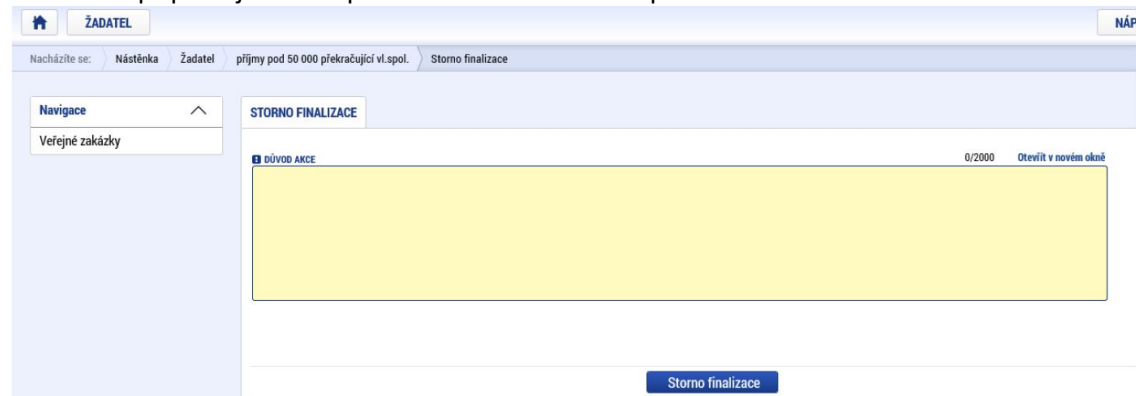 ŽADATEL
NÁP
Nacházíte se: Nástěnka Žadatel příjmy pod 50 000 překračující vl.spol. Storno finalizace
Navigace
STORNO FINALIZACE
Veřejné zakázky
DŮVOD AKCE 0/2000 Otevřít v novém okně
Storno finalizace